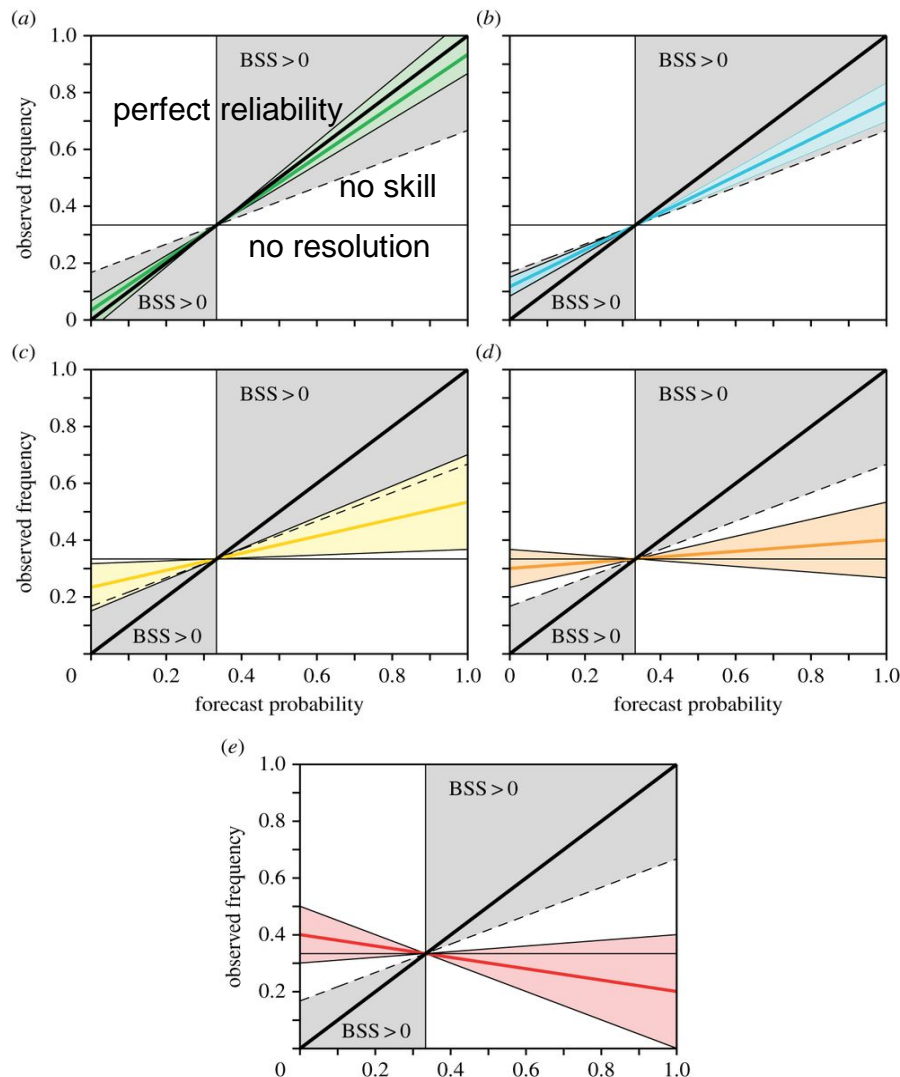 (a)
1.0
BSS > 0
0.8
perfect reliability
0.6
no skill
0.4
no resolution
0.2
BSS > 0
0
observed frequency
(b)
BSS > 0
BSS > 0
(c)
1.0
BSS > 0
0.8
0.6
0.4
0.2
BSS > 0
0 0.2 0.4 0.6 0.8 1.0
observed frequency
forecast probability
(d)
BSS > 0
BSS > 0
0 0.2 0.4 0.6 0.8 1.0
forecast probability
(e)
1.0
BSS > 0
0.8
0.6
0.4
0.2
BSS > 0
0 0.2 0.4 0.6 0.8 1.0
observed frequency